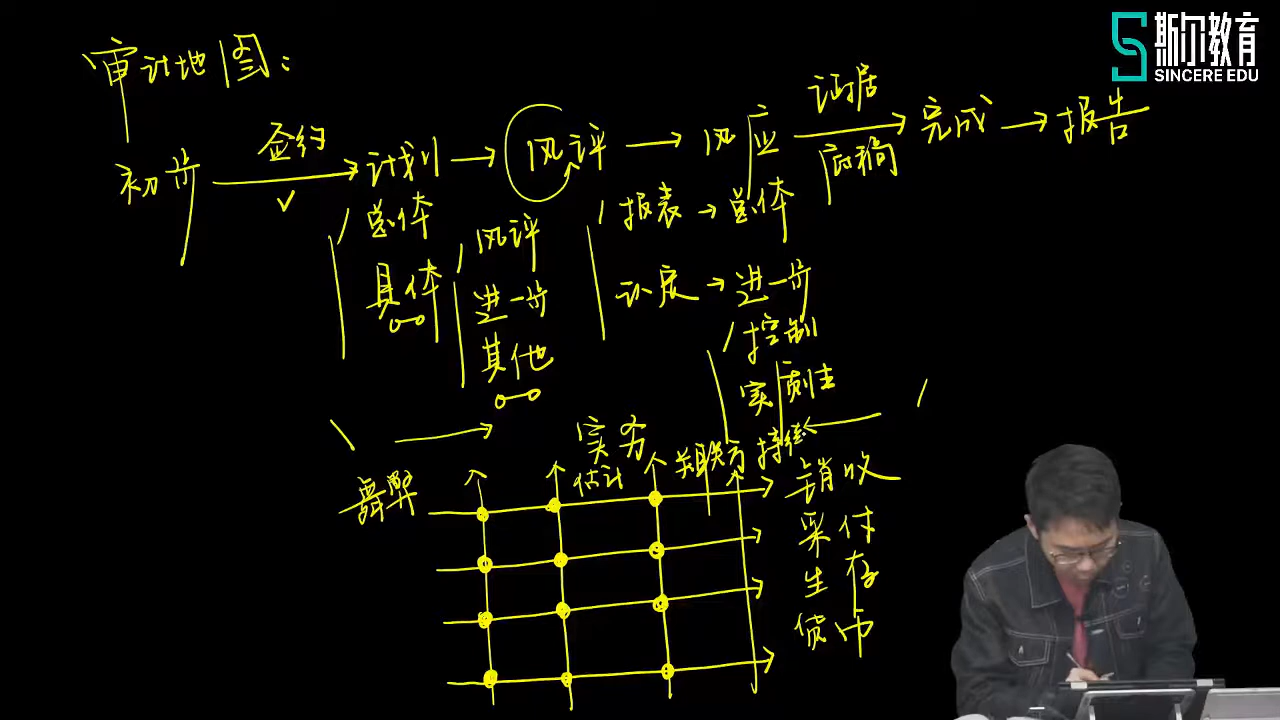 斯尔教育
SINCERE EDU
审计地图：
初步 签约 计划 → 风评 → 风应 证据 底稿 完成 → 报告
总体
具体
风评
进一步
其他
报表 → 总体
认定 → 进一步
控制
实质性
实务
舞弊 估计 关联方 持续
销收
采付
生存
货币